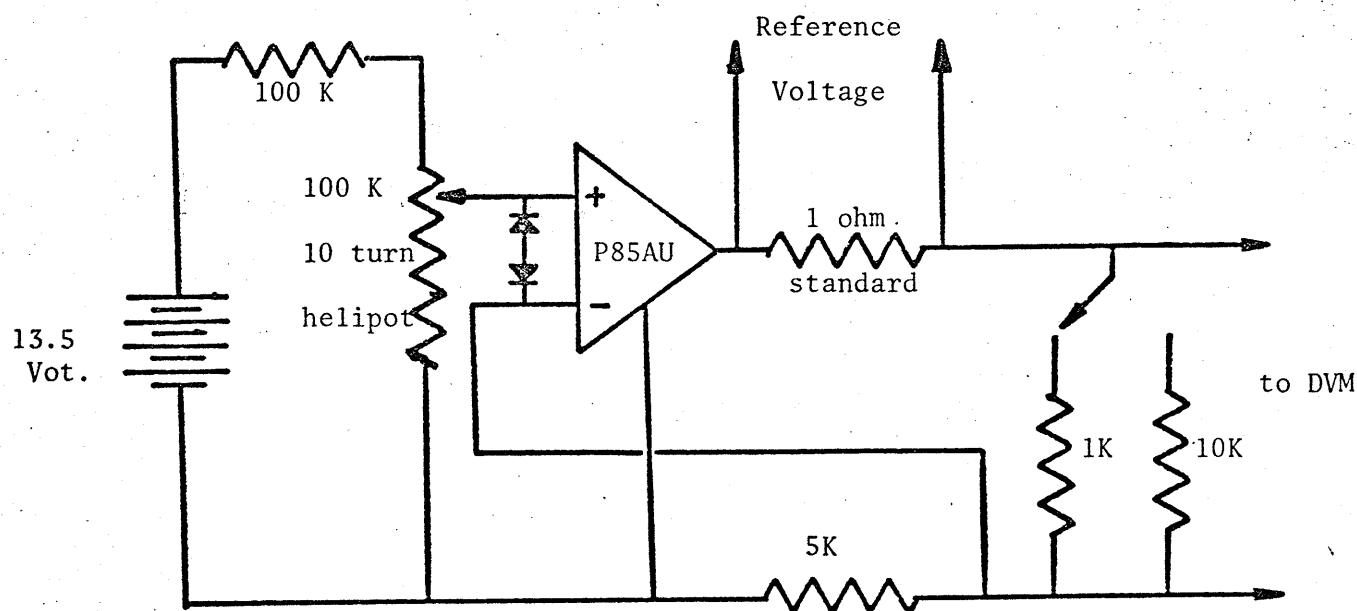 Reference
Voltage
100 K
100 K
10 turn
helipot
+
P85AU
-
1 ohm
standard
13.5
Vot.
1K
10K
to DVM
5K